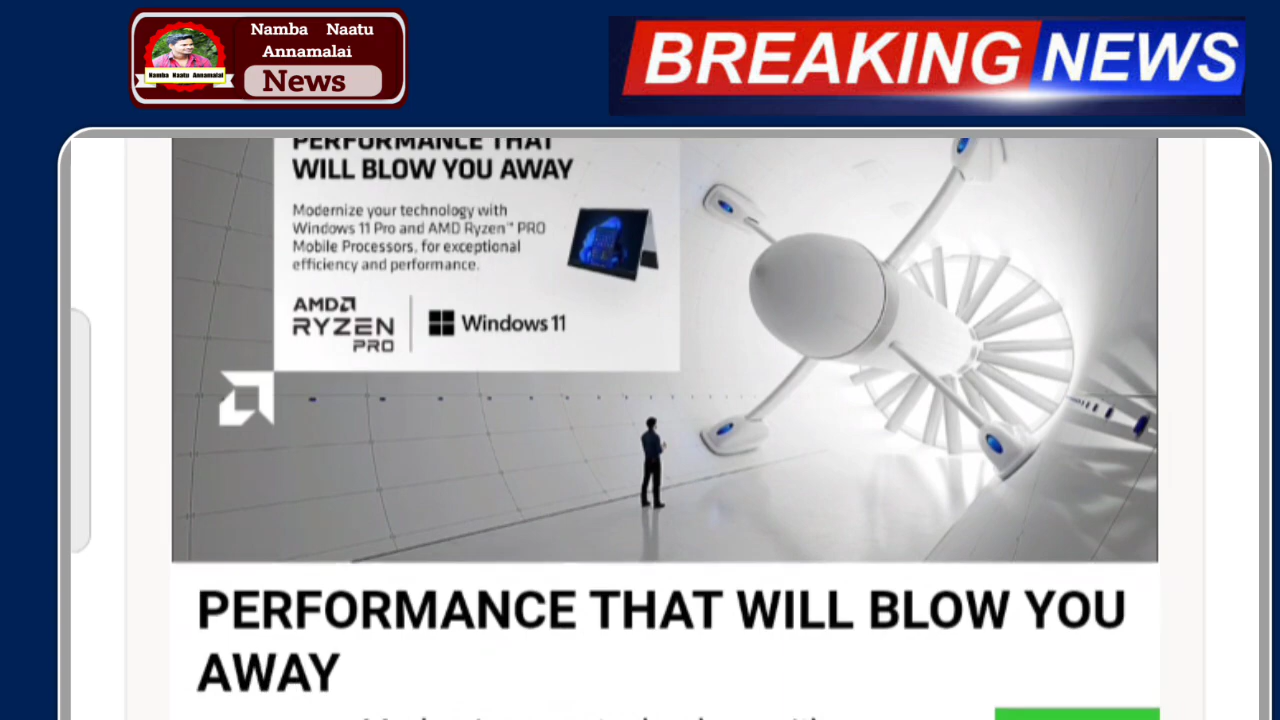 Namba Naatu
Annamalai
News
Namba Naatu Annamalai
BREAKING NEWS
PERFORMANCE THAT
WILL BLOW YOU AWAY
Modernize your technology with
Windows 11 Pro and AMD Ryzen™ PRO
Mobile Processors, for exceptional
efficiency and performance.
AMD
RYZEN
PRO
Windows 11
PERFORMANCE THAT WILL BLOW YOU
AWAY